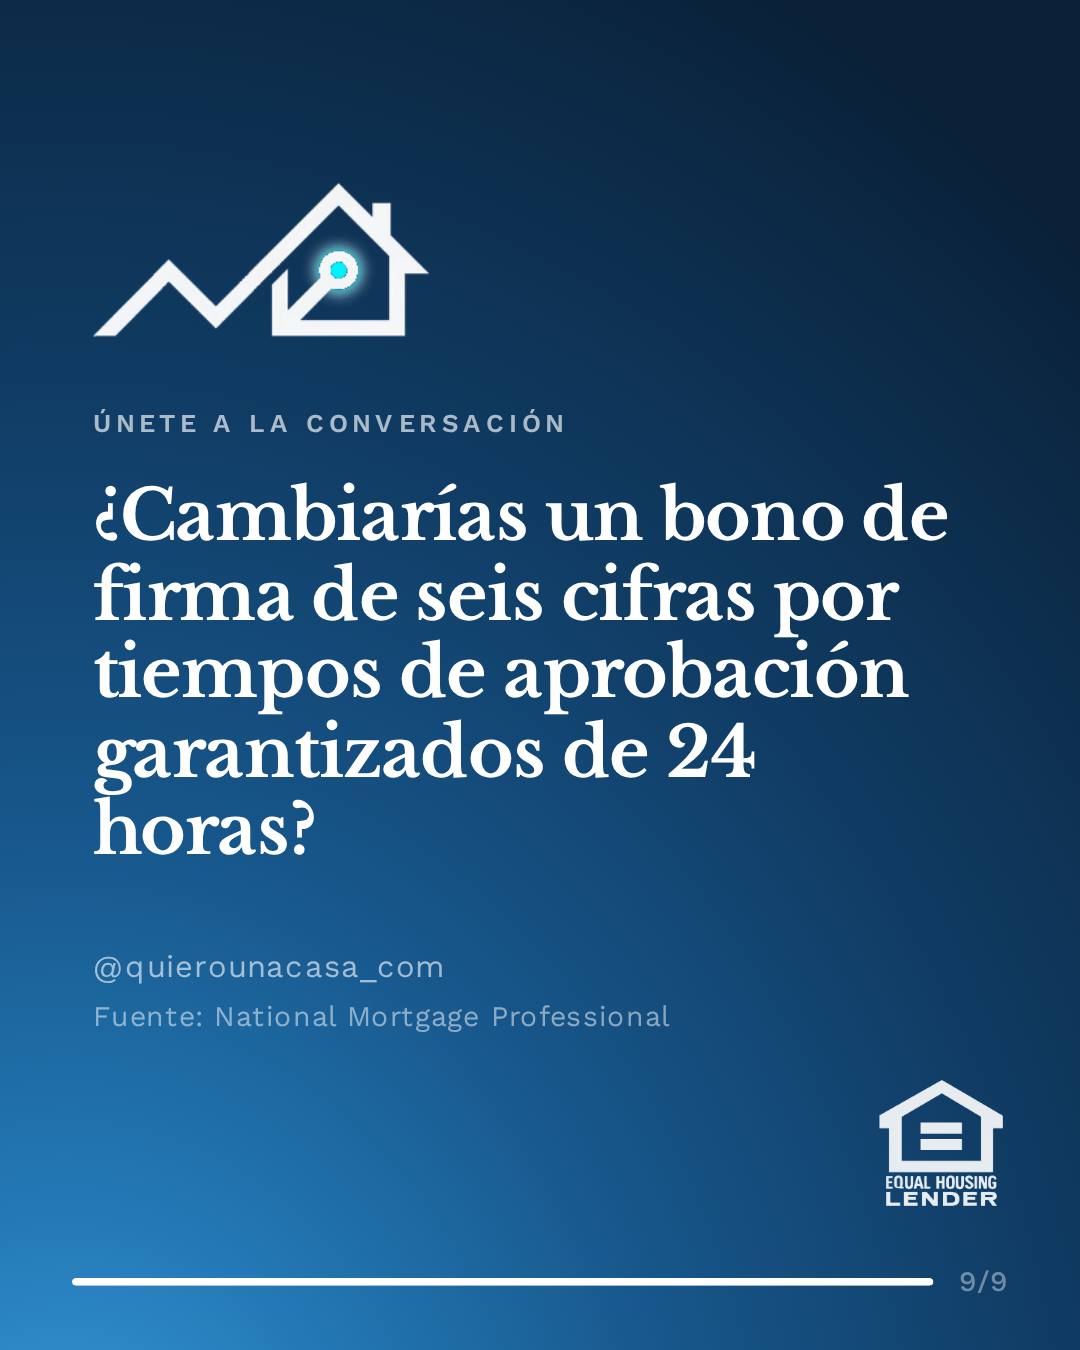 ÚNETE A LA CONVERSACIÓN
¿Cambiarías un bono de
firma de seis cifras por
tiempos de aprobación
garantizados de 24
horas?
@quierounacasa_com
Fuente: National Mortgage Professional
EQUAL HOUSING
LENDER
9/9